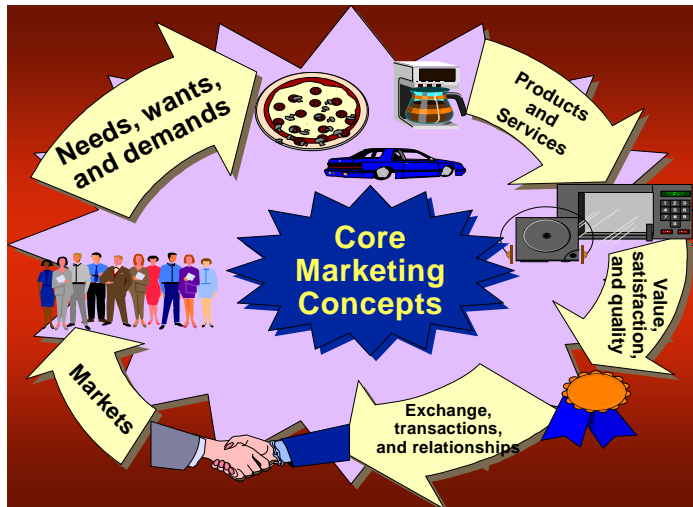 Needs, wants,
and demands
Products
and
Services
Core
Marketing
Concepts
Value,
satisfaction,
and quality
Exchange,
transactions,
and relationships
Markets